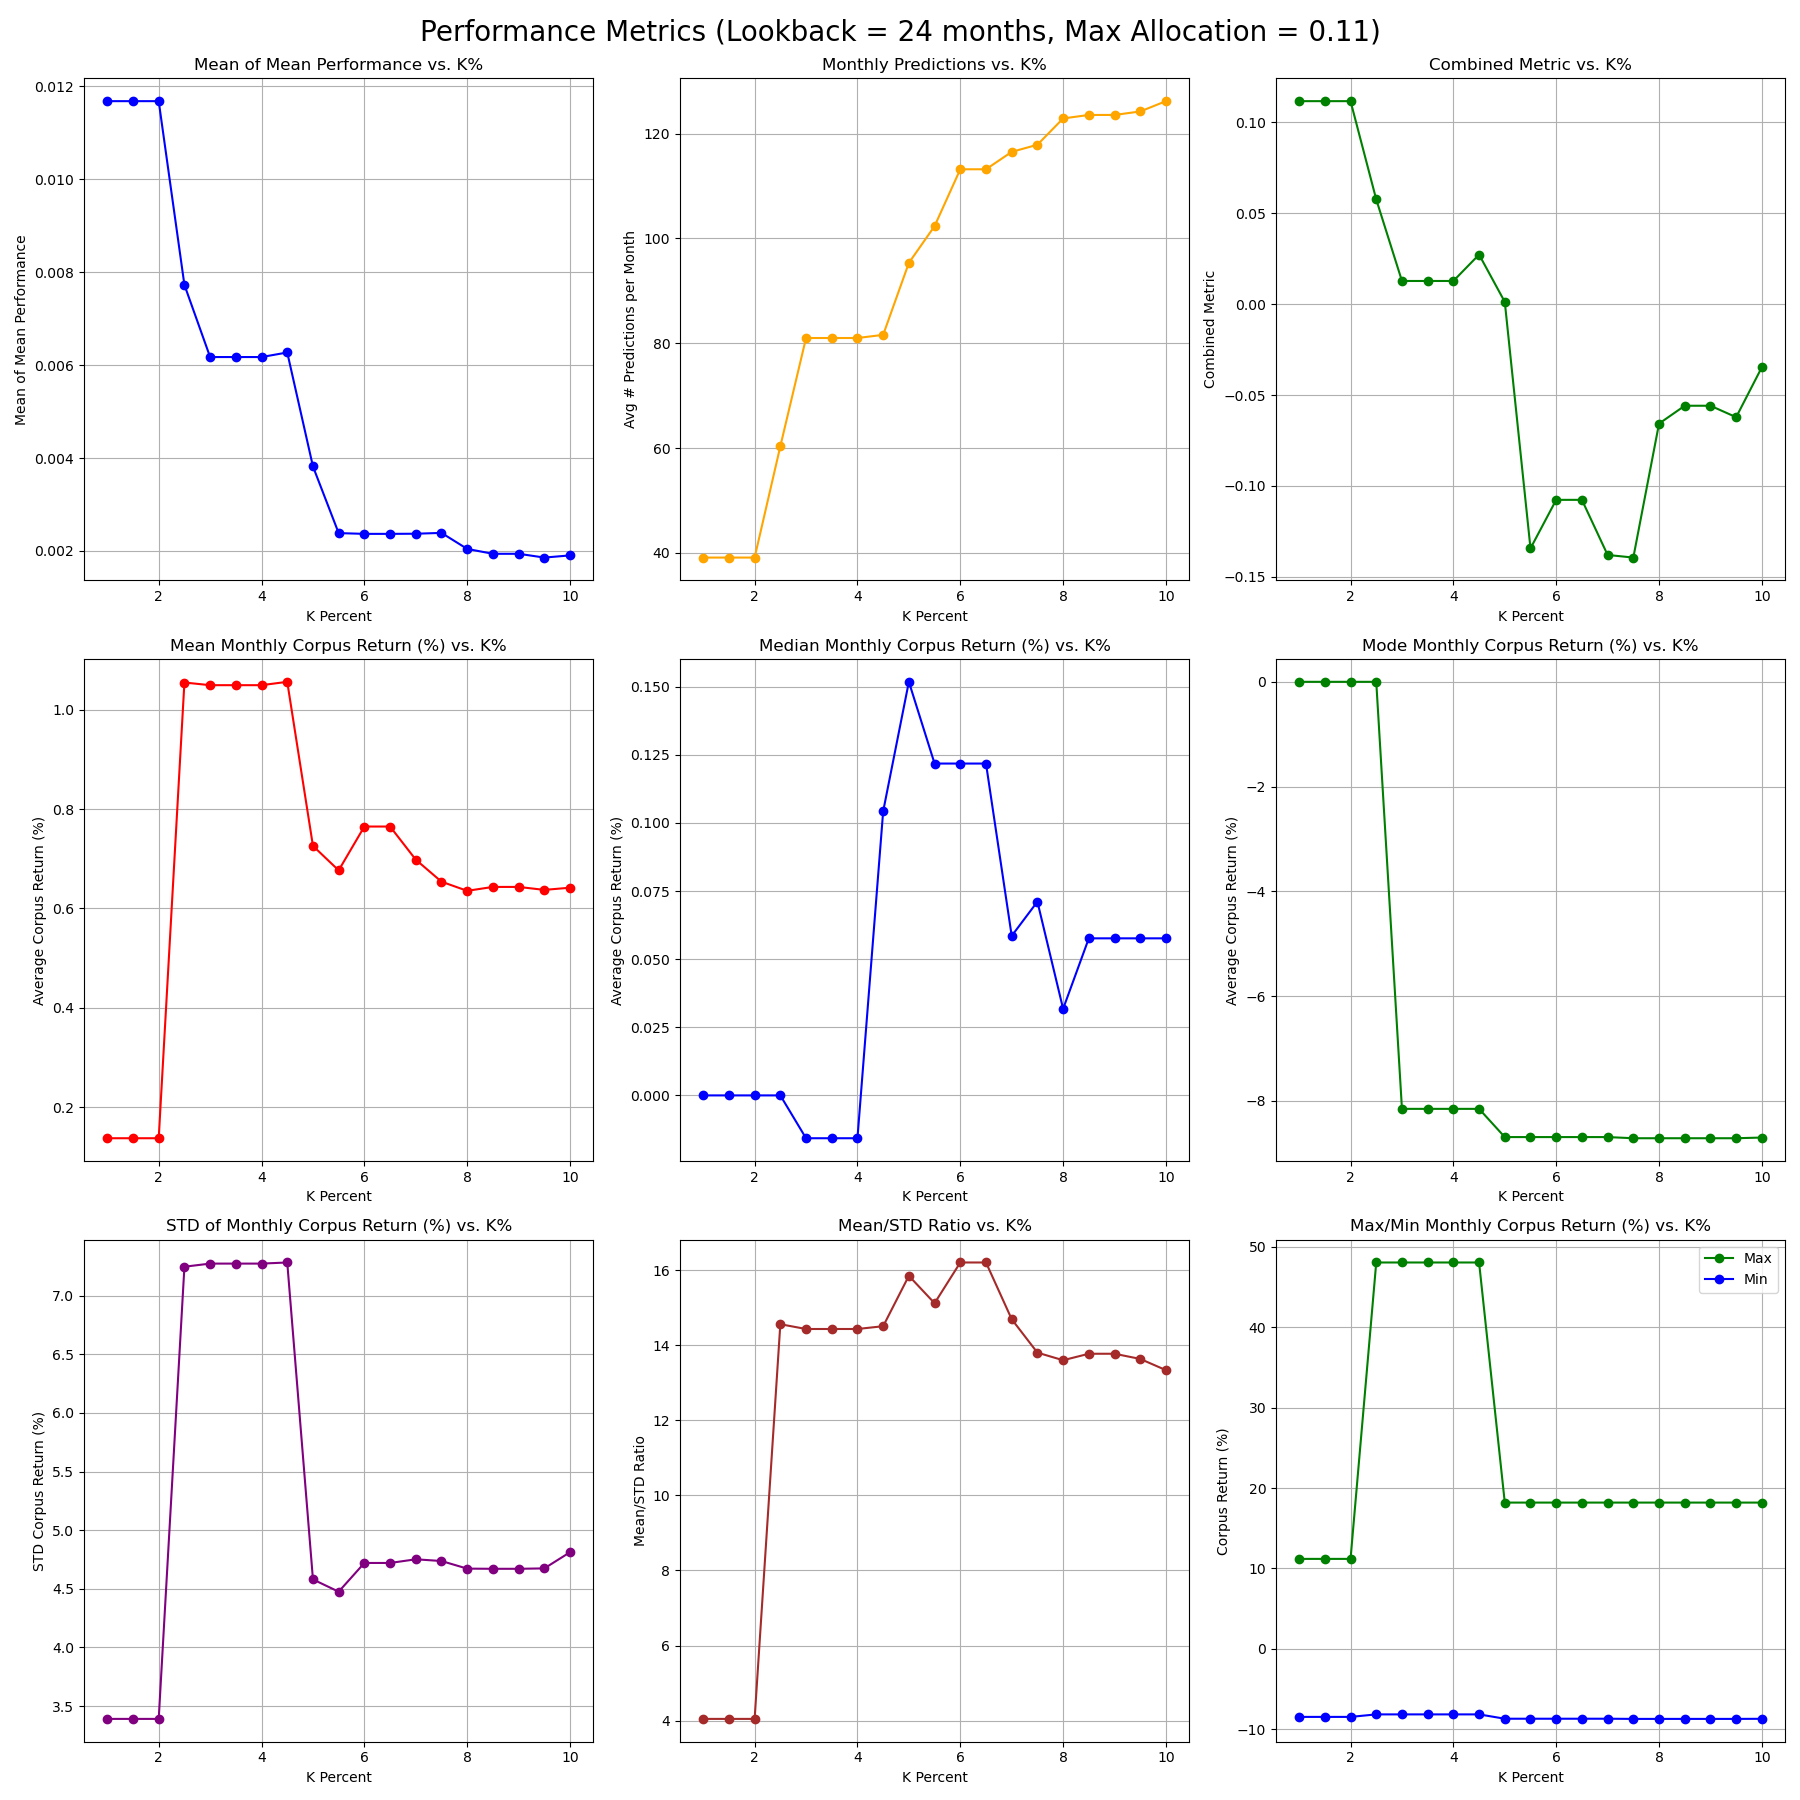 Performance Metrics (Lookback = 24 months, Max Allocation = 0.11)
Mean of Mean Performance vs. K%
Mean of Mean Performance
0.012
0.010
0.008
0.006
0.004
0.002
2 4 6 8 10
K Percent
Monthly Predictions vs. K%
Avg # Predictions per Month
120
100
80
60
40
2 4 6 8 10
K Percent
Combined Metric vs. K%
Combined Metric
0.10
0.05
0.00
−0.05
−0.10
−0.15
2 4 6 8 10
K Percent
Mean Monthly Corpus Return (%) vs. K%
Average Corpus Return (%)
1.0
0.8
0.6
0.4
0.2
2 4 6 8 10
K Percent
Median Monthly Corpus Return (%) vs. K%
Average Corpus Return (%)
0.150
0.125
0.100
0.075
0.050
0.025
0.000
2 4 6 8 10
K Percent
Mode Monthly Corpus Return (%) vs. K%
Average Corpus Return (%)
0
−2
−4
−6
−8
2 4 6 8 10
K Percent
STD of Monthly Corpus Return (%) vs. K%
STD Corpus Return (%)
7.0
6.5
6.0
5.5
5.0
4.5
4.0
3.5
2 4 6 8 10
K Percent
Mean/STD Ratio vs. K%
Mean/STD Ratio
16
14
12
10
8
6
4
2 4 6 8 10
K Percent
Max/Min Monthly Corpus Return (%) vs. K%
Corpus Return (%)
50
40
30
20
10
0
−10
Max
Min
2 4 6 8 10
K Percent